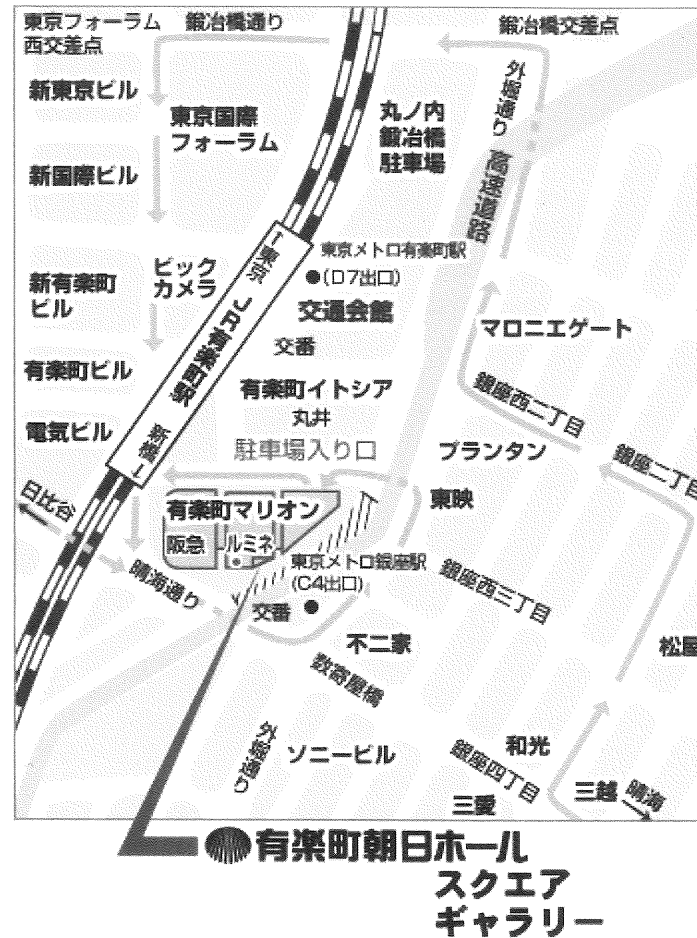 東京フォーラム
西交差点
鍛冶橋通り
鍛冶橋交差点
新東京ビル
東京国際
フォーラム
丸ノ内
鍛冶橋
駐車場
外堀通り
高速道路
新国際ビル
東京メトロ有楽町駅
(D7出口)
新有楽町
ビル
ビック
カメラ
←東京 JR有楽町駅 新橋→
交通会館
交番
マロニエゲート
有楽町ビル
有楽町イトシア
丸井
銀座西二丁目
電気ビル
駐車場入り口
プランタン
銀座二丁目
日比谷
有楽町マリオン
東映
阪急
ルミネ
東京メトロ銀座駅
(C4出口)
晴海通り
交番
銀座西三丁目
不二家
松屋
数寄屋橋
外堀通り
ソニービル
銀座四丁目
和光
三愛
三越
晴海
有楽町朝日ホール
スクエア
ギャラリー